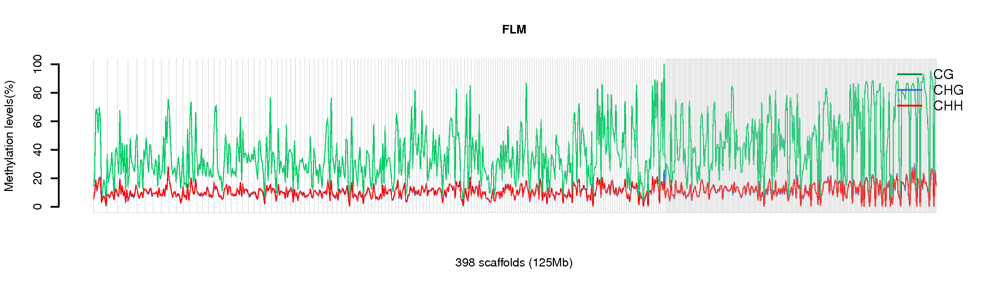 FLM
Methylation levels(%)
100
80
60
40
20
0
CG
CHG
CHH
398 scaffolds (125Mb)